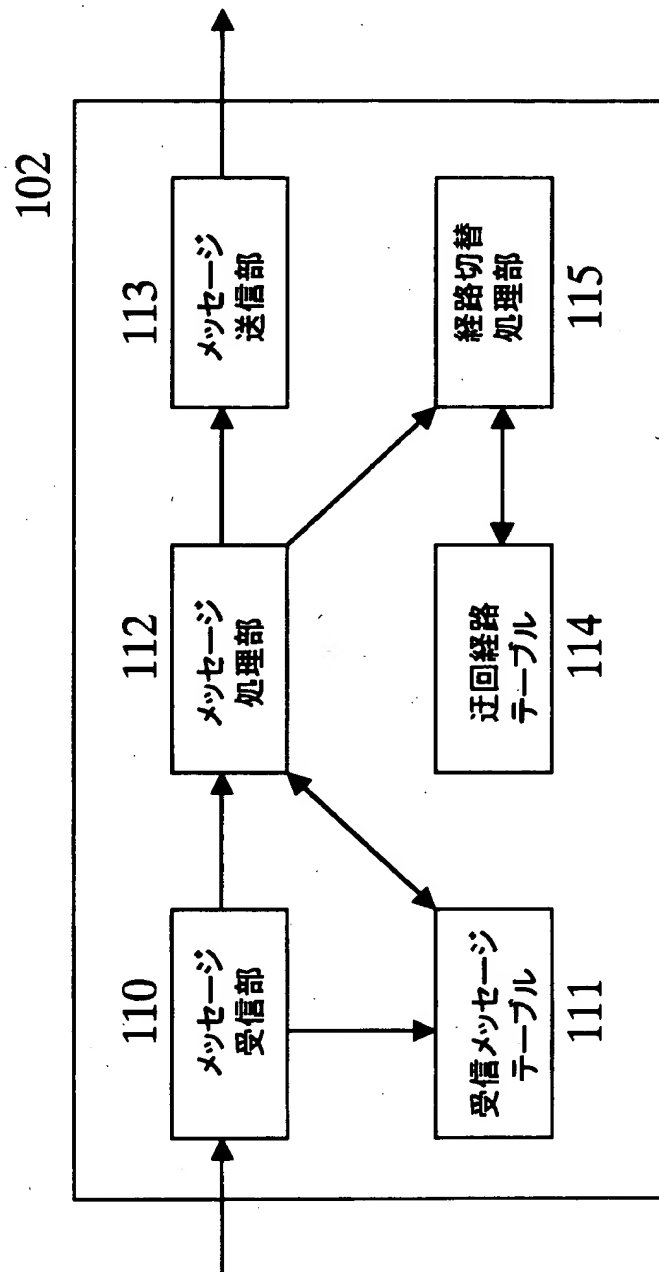 102
110
メッセージ
受信部
112
メッセージ
処理部
113
メッセージ
送信部
受信メッセージ
テーブル
111
迂回経路
テーブル
114
経路切替
処理部
115